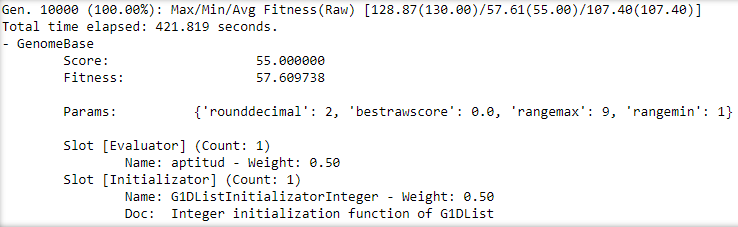 Gen. 10000 (100.00%): Max/Min/Avg Fitness(Raw) [128.87(130.00)/57.61(55.00)/107.40(107.40)]
Total time elapsed: 421.819 seconds.
- GenomeBase
Score: 55.000000
Fitness: 57.609738
Params: {'rounddecimal': 2, 'bestrawscore': 0.0, 'rangemax': 9, 'rangemin': 1}
Slot [Evaluator] (Count: 1)
Name: aptitud - Weight: 0.50
Slot [Initializator] (Count: 1)
Name: G1DListInitializatorInteger - Weight: 0.50
Doc: Integer initialization function of G1DList